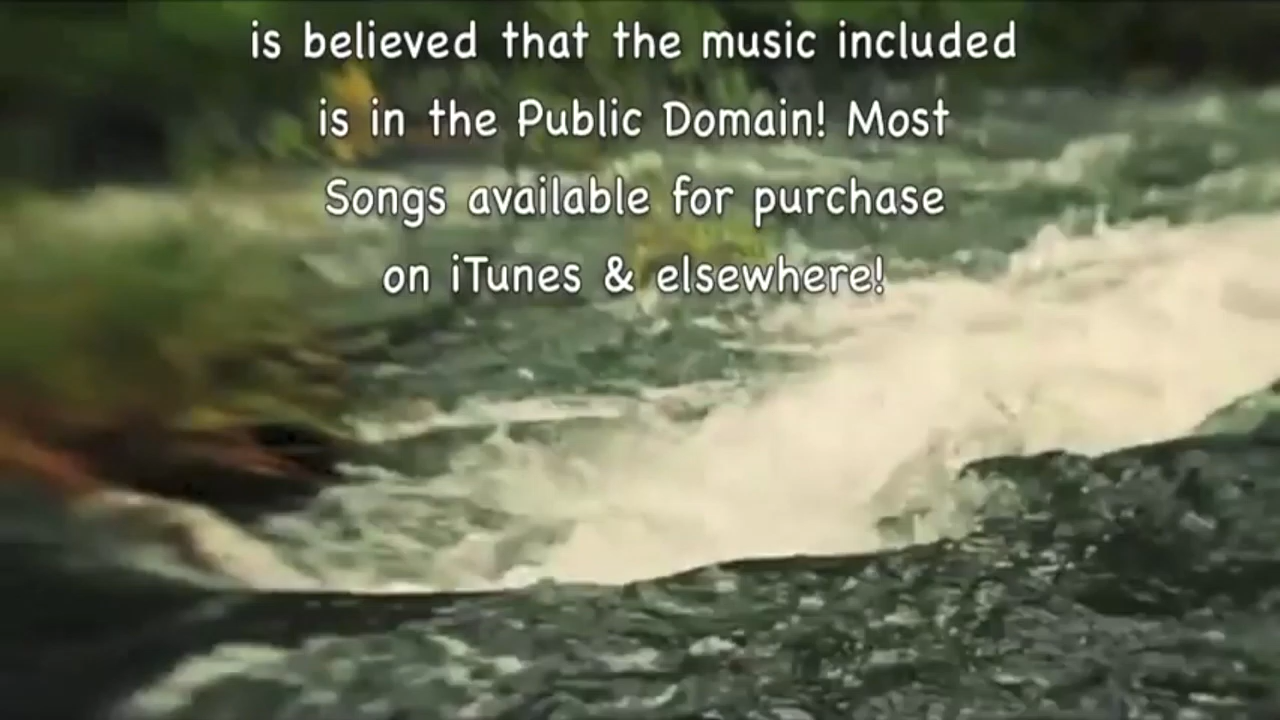 is believed that the music included
is in the Public Domain! Most
Songs available for purchase
on iTunes & elsewhere!